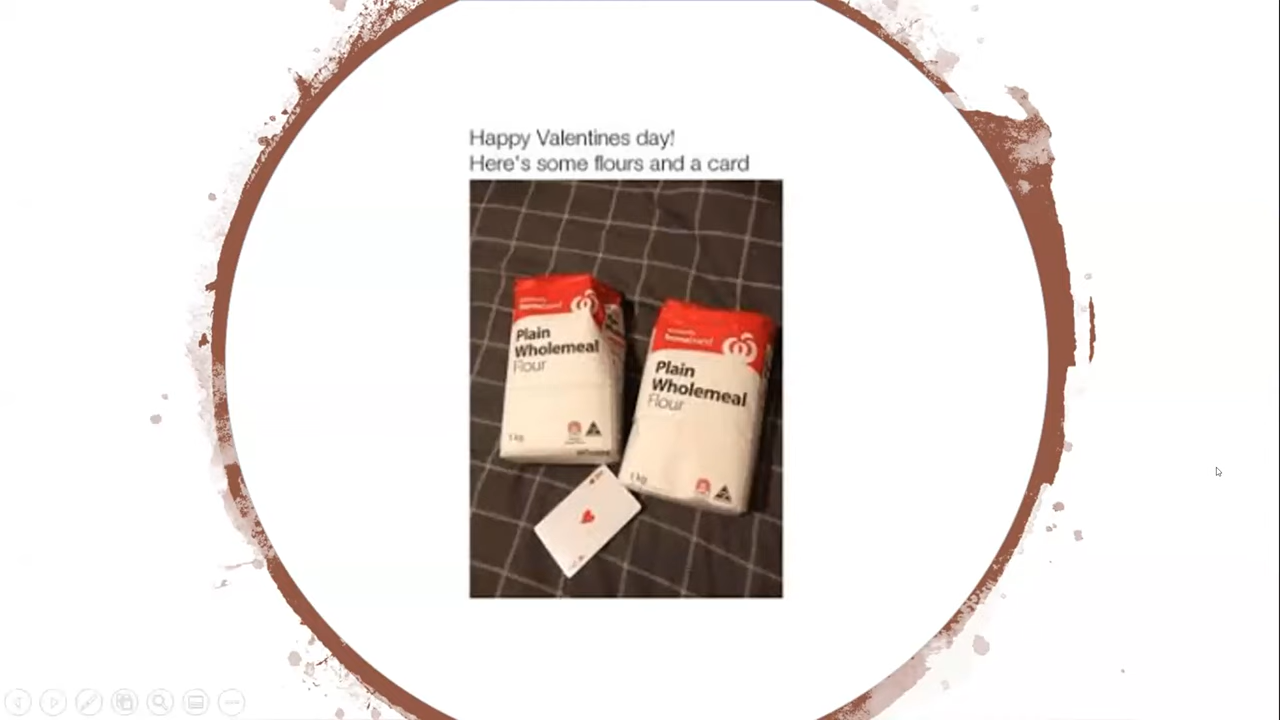 Happy Valentines day!
Here's some flours and a card
Plain
Wholemeal
Flour
1 kg
Plain
Wholemeal
Flour
1 kg